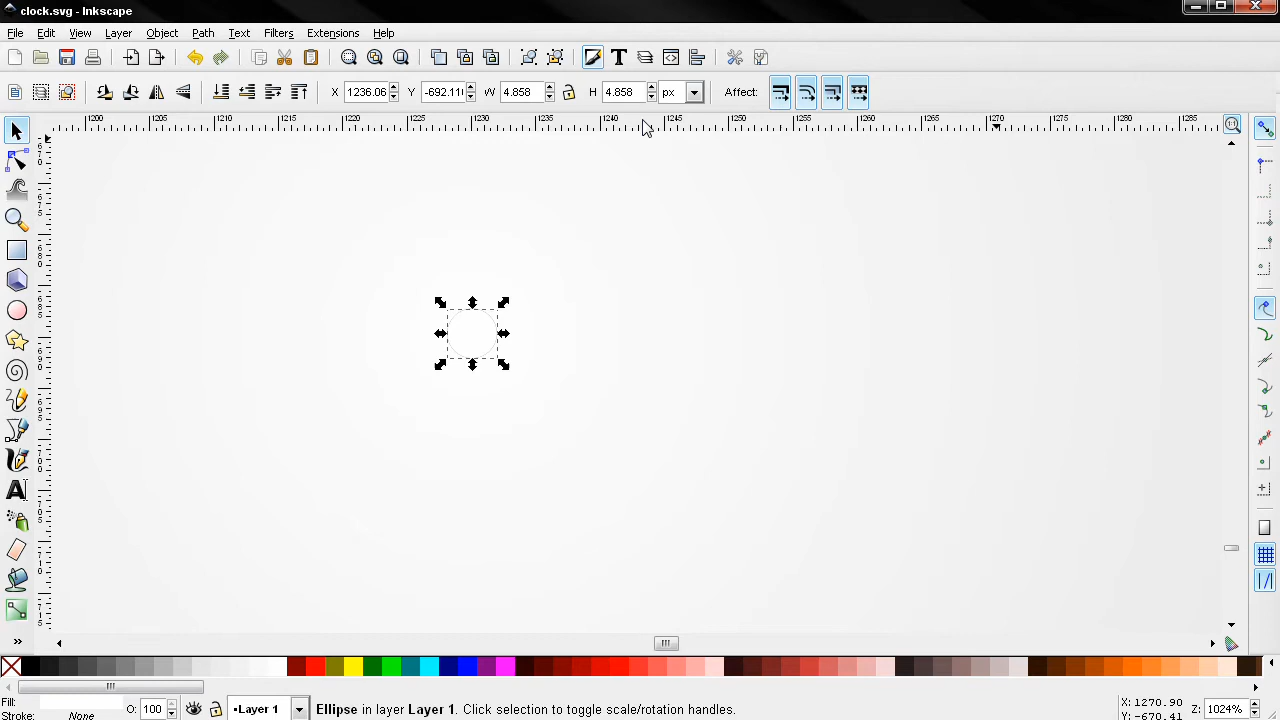 clock.svg - Inkscape
File Edit View Layer Object Path Text Filters Extensions Help
X 1236.06 Y -692.11 W 4.858 H 4.858 px Affect:
1200 1205 1210 1215 1220 1225 1230 1235 1240 1245 1250 1255 1260 1265 1270 1275 1280 1285
Fill: O: 100 •Layer 1 Ellipse in layer Layer 1. Click selection to toggle scale/rotation handles. X: 1270.90 Z: 1024%
Stroke: None Y: -670.41